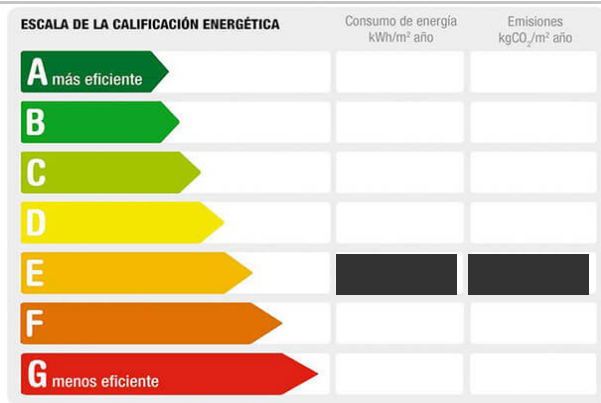 ESCALA DE LA CALIFICACIÓN ENERGÉTICA
Consumo de energía
kWh/m² año
Emisiones
kgCO₂/m² año
A más eficiente
B
C
D
E
F
G menos eficiente